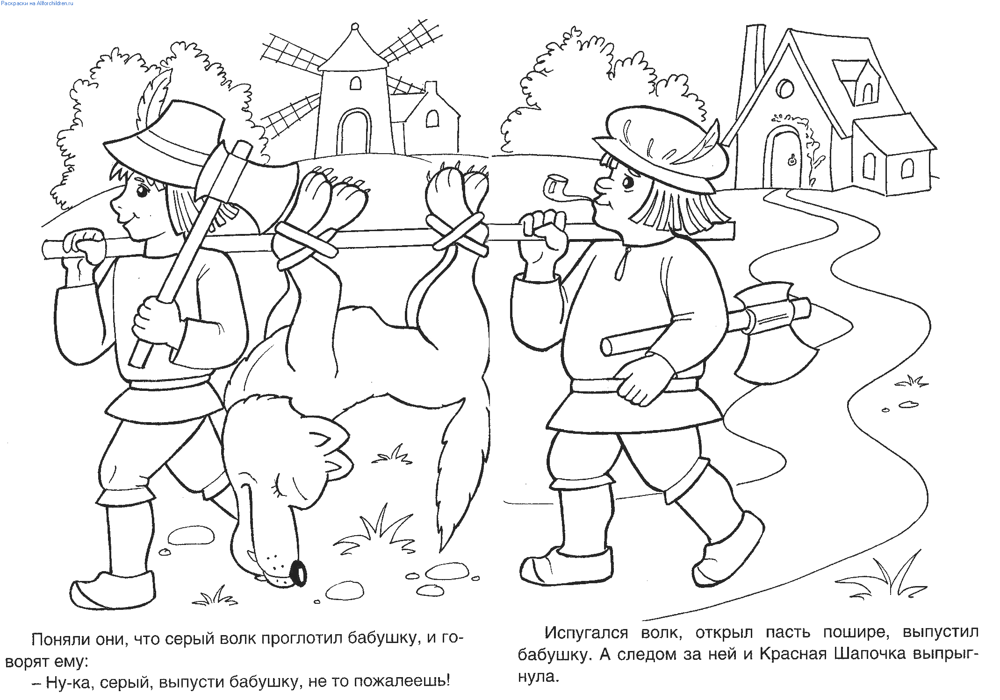 Раскраски на Allforchildren.ru
Поняли они, что серый волк проглотил бабушку, и го-
ворят ему:
– Ну-ка, серый, выпусти бабушку, не то пожалеешь!
Испугался волк, открыл пасть пошире, выпустил
бабушку. А следом за ней и Красная Шапочка выпрыг-
нула.